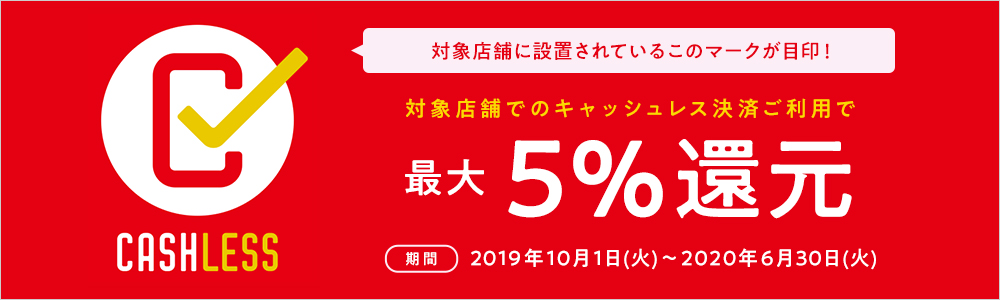 対象店舗に設置されているこのマークが目印!
対象店舗でのキャッシュレス決済ご利用で
最大 5%還元
CASHLESS
期間 2019年10月1日(火)～2020年6月30日(火)